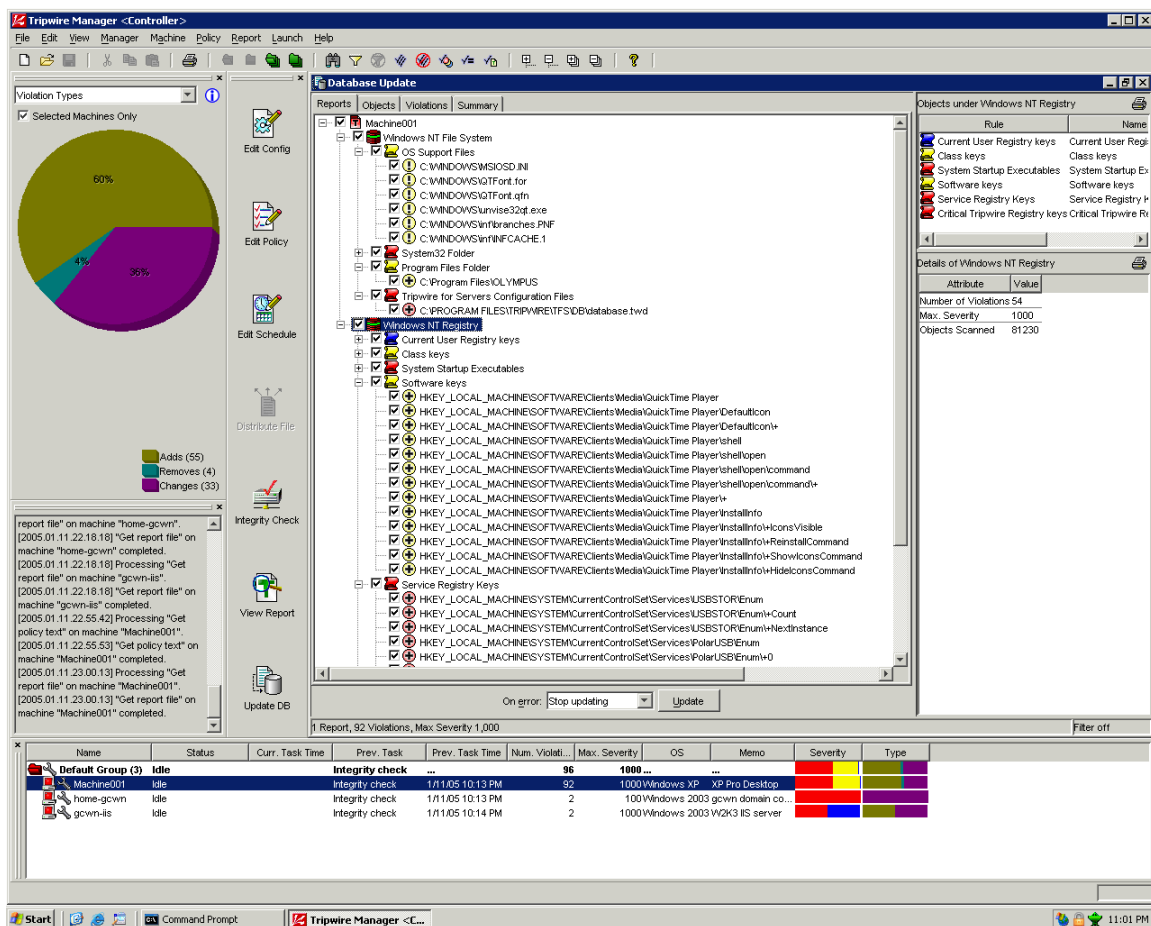 Tripwire Manager <Controller>
File Edit View Manager Machine Policy Report Launch Help
Violation Types
Selected Machines Only
60%
4%
36%
Adds (55)
Removes (4)
Changes (33)
report file" on machine "home-gcwn".
[2005.01.11.22.18.18] "Get report file" on
machine "home-gcwn" completed.
[2005.01.11.22.18.18] Processing "Get
report file" on machine "gcwn-iis".
[2005.01.11.22.18.18] "Get report file" on
machine "gcwn-iis" completed.
[2005.01.11.22.55.42] Processing "Get
policy text" on machine "Machine001".
[2005.01.11.22.55.53] "Get policy text" on
machine "Machine001" completed.
[2005.01.11.23.00.13] Processing "Get
report file" on machine "Machine001".
[2005.01.11.23.00.13] "Get report file" on
machine "Machine001" completed.
Edit Config
Edit Policy
Edit Schedule
Distribute File
Integrity Check
View Report
Update DB
Database Update
Reports Objects Violations Summary
Machine001
Windows NT File System
OS Support Files
C:\WINDOWS\MSIOSD.INI
C:\WINDOWS\QTFont.for
C:\WINDOWS\QTFont.qfn
C:\WINDOWS\unvise32qt.exe
C:\WINDOWS\inf\branches.PNF
C:\WINDOWS\inf\INFCACHE.1
System32 Folder
Program Files Folder
C:\Program Files\OLYMPUS
Tripwire for Servers Configuration Files
C:\PROGRAM FILES\TRIPWIRE\TFS\DB\database.twd
Windows NT Registry
Current User Registry keys
Class keys
System Startup Executables
Software keys
HKEY_LOCAL_MACHINE\SOFTWARE\Clients\Media\QuickTime Player
HKEY_LOCAL_MACHINE\SOFTWARE\Clients\Media\QuickTime Player\DefaultIcon
HKEY_LOCAL_MACHINE\SOFTWARE\Clients\Media\QuickTime Player\DefaultIcon\+
HKEY_LOCAL_MACHINE\SOFTWARE\Clients\Media\QuickTime Player\shell
HKEY_LOCAL_MACHINE\SOFTWARE\Clients\Media\QuickTime Player\shell\open
HKEY_LOCAL_MACHINE\SOFTWARE\Clients\Media\QuickTime Player\shell\open\command
HKEY_LOCAL_MACHINE\SOFTWARE\Clients\Media\QuickTime Player\shell\open\command\+
HKEY_LOCAL_MACHINE\SOFTWARE\Clients\Media\QuickTime Player\+
HKEY_LOCAL_MACHINE\SOFTWARE\Clients\Media\QuickTime Player\InstallInfo
HKEY_LOCAL_MACHINE\SOFTWARE\Clients\Media\QuickTime Player\InstallInfo\+IconsVisible
HKEY_LOCAL_MACHINE\SOFTWARE\Clients\Media\QuickTime Player\InstallInfo\+ReinstallCommand
HKEY_LOCAL_MACHINE\SOFTWARE\Clients\Media\QuickTime Player\InstallInfo\+ShowIconsCommand
HKEY_LOCAL_MACHINE\SOFTWARE\Clients\Media\QuickTime Player\InstallInfo\+HideIconsCommand
Service Registry Keys
HKEY_LOCAL_MACHINE\SYSTEM\CurrentControlSet\Services\USBSTOR\Enum
HKEY_LOCAL_MACHINE\SYSTEM\CurrentControlSet\Services\USBSTOR\Enum\+Count
HKEY_LOCAL_MACHINE\SYSTEM\CurrentControlSet\Services\USBSTOR\Enum\+NextInstance
HKEY_LOCAL_MACHINE\SYSTEM\CurrentControlSet\Services\PolarUSB\Enum
HKEY_LOCAL_MACHINE\SYSTEM\CurrentControlSet\Services\PolarUSB\Enum\+0
On error: Stop updating Update
1 Report, 92 Violations, Max Severity 1,000
Filter off
Objects under Windows NT Registry
Rule Name
Current User Registry keys Current User Regi
Class keys Class keys
System Startup Executables System Startup Ex
Software keys Software keys
Service Registry Keys Service Registry K
Critical Tripwire Registry keys Critical Tripwire Re
Details of Windows NT Registry
Attribute Value
Number of Violations 54
Max. Severity 1000
Objects Scanned 81230
Name Status Curr. Task Time Prev. Task Prev. Task Time Num. Violati... Max. Severity OS Memo Severity Type
Default Group (3) Idle Integrity check ... 96 1000 ... ...
Machine001 Idle Integrity check 1/11/05 10:13 PM 92 1000 Windows XP XP Pro Desktop
home-gcwn Idle Integrity check 1/11/05 10:13 PM 2 100 Windows 2003 gcwn domain co...
gcwn-iis Idle Integrity check 1/11/05 10:14 PM 2 1000 Windows 2003 W2K3 IIS server
Start Command Prompt Tripwire Manager <C... 11:01 PM